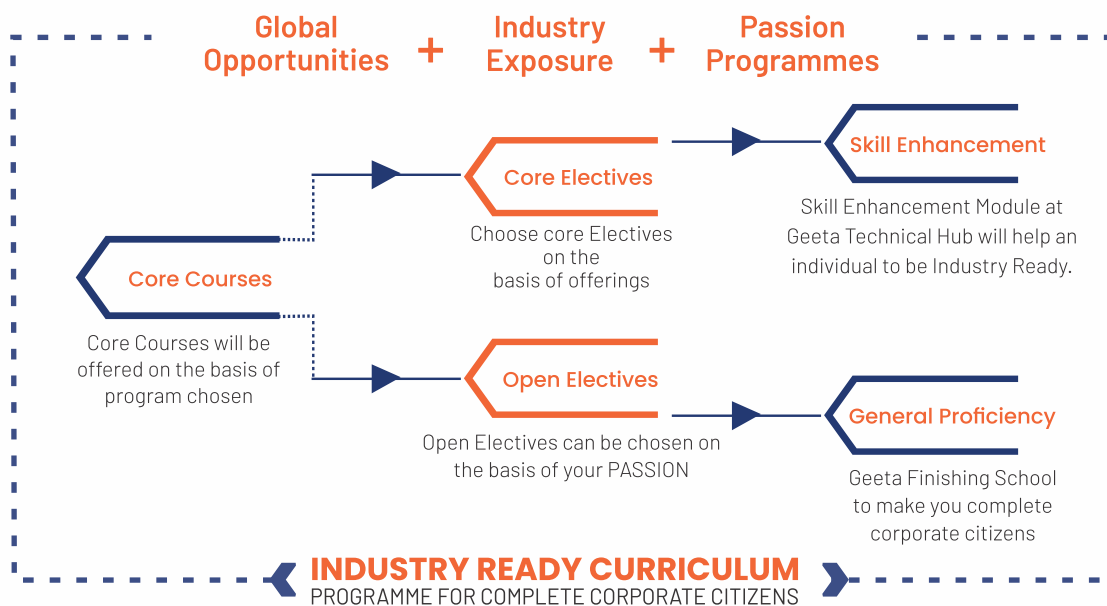 Global
Opportunities
+
Industry
Exposure
+
Passion
Programmes
Core Courses
Core Courses will be
offered on the basis of
program chosen
Core Electives
Choose core Electives
on the
basis of offerings
Skill Enhancement
Skill Enhancement Module at
Geeta Technical Hub will help an
individual to be Industry Ready.
Open Electives
Open Electives can be chosen on
the basis of your PASSION
General Proficiency
Geeta Finishing School
to make you complete
corporate citizens
INDUSTRY READY CURRICULUM
PROGRAMME FOR COMPLETE CORPORATE CITIZENS